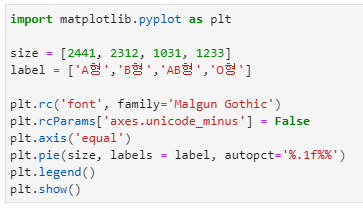 import matplotlib.pyplot as plt
size = [2441, 2312, 1031, 1233]
label = ['A형','B형','AB형','O형']
plt.rc('font', family='Malgun Gothic')
plt.rcParams['axes.unicode_minus'] = False
plt.axis('equal')
plt.pie(size, labels = label, autopct='%.1f%%')
plt.legend()
plt.show()